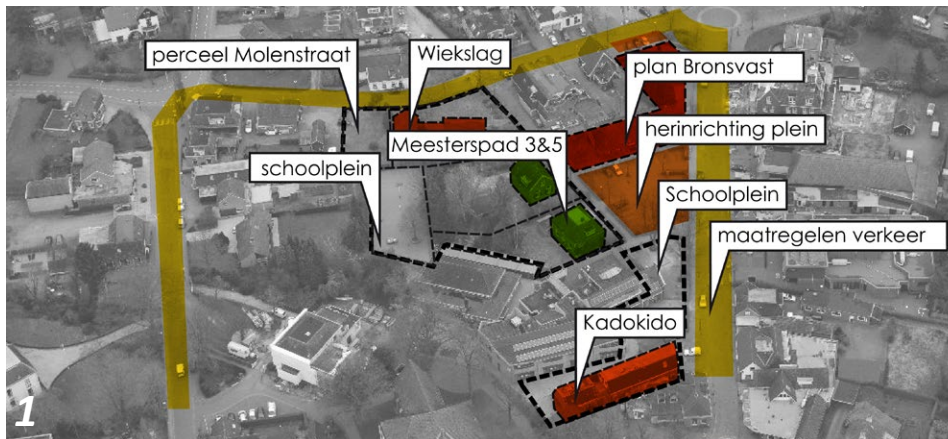 perceel Molenstraat
Wiekslag
plan Bronsvast
herinrichting plein
Meesterspad 3&5
schoolplein
Schoolplein
maatregelen verkeer
Kadokido
1